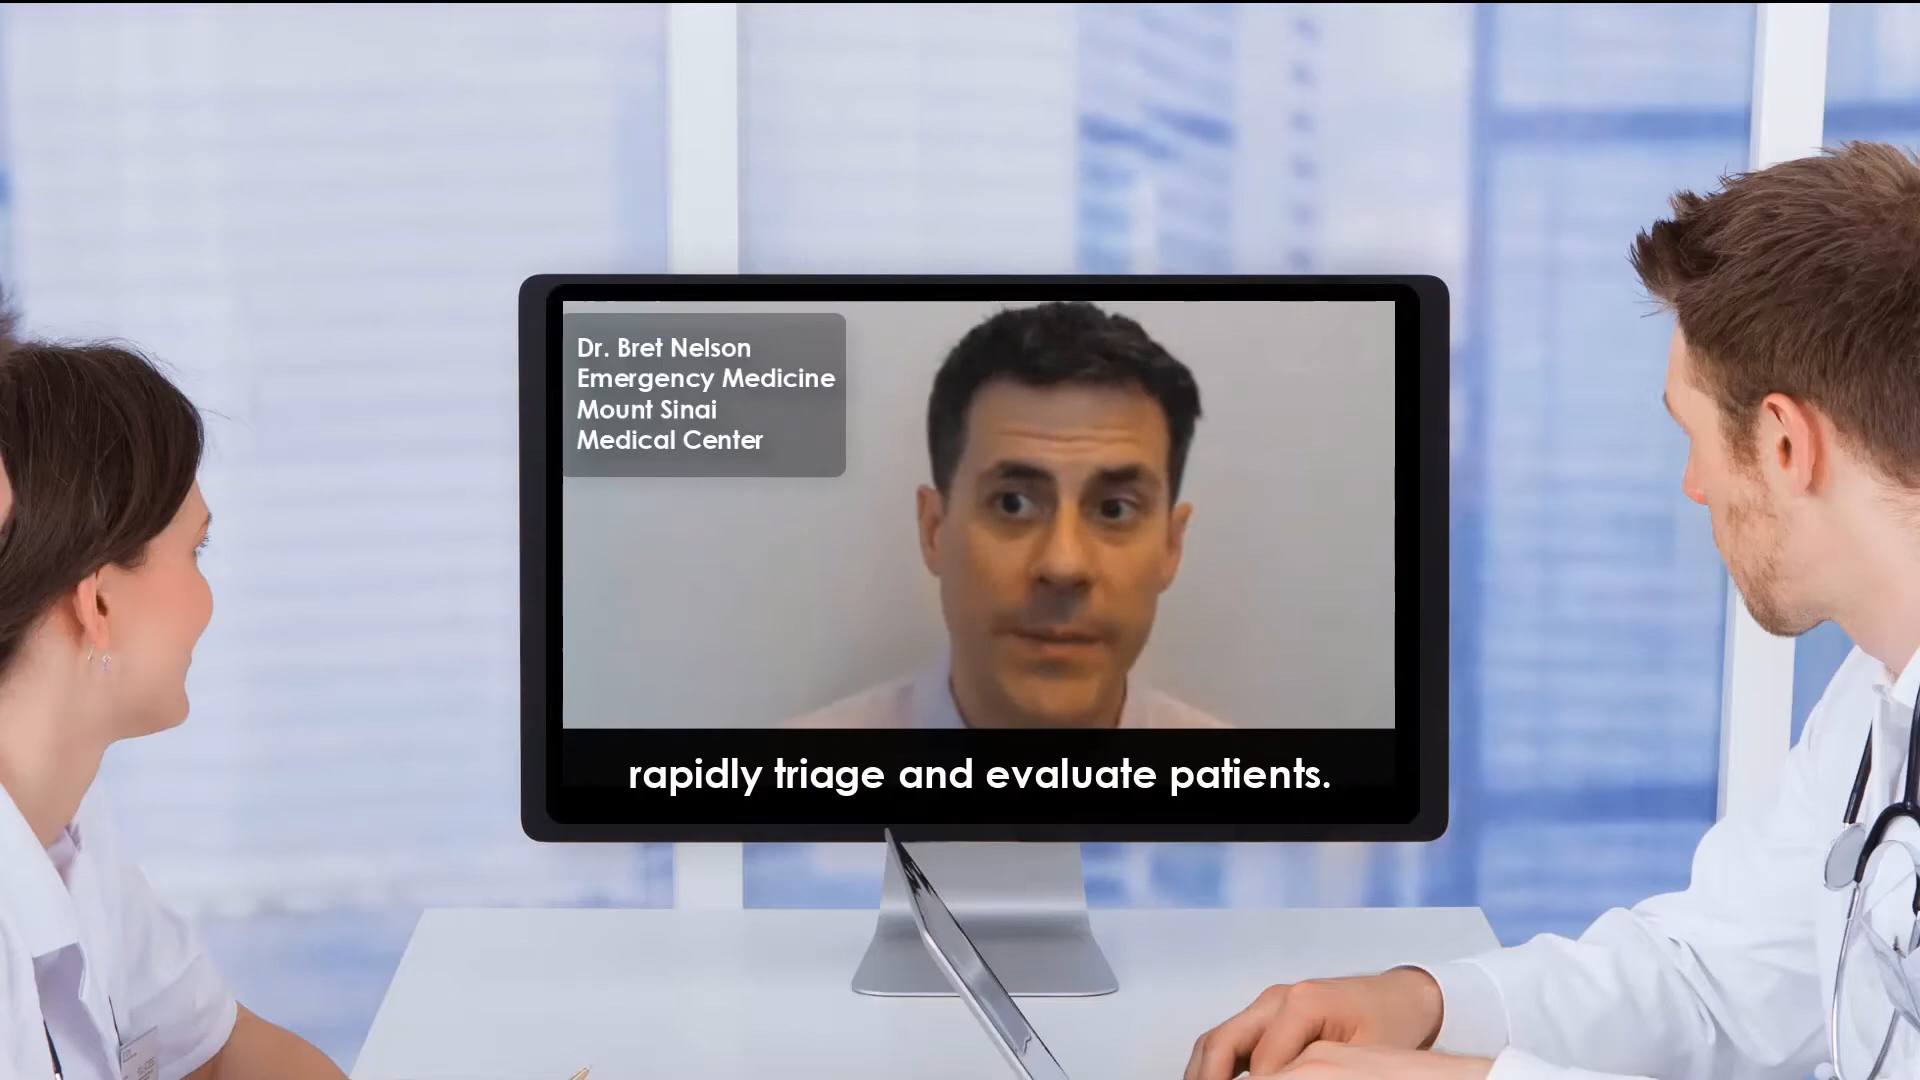 Dr. Bret Nelson
Emergency Medicine
Mount Sinai
Medical Center
rapidly triage and evaluate patients.